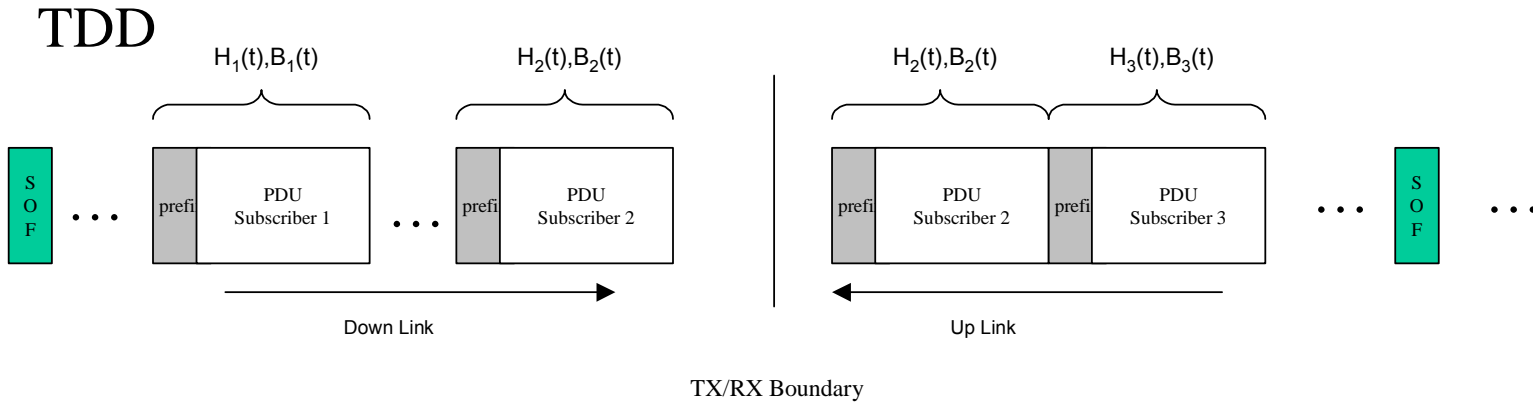 TDD
H1(t),B1(t)
H2(t),B2(t)
H2(t),B2(t)
H3(t),B3(t)
S
O
F
...
prefi
PDU
Subscriber 1
...
prefi
PDU
Subscriber 2
prefi
PDU
Subscriber 2
prefi
PDU
Subscriber 3
...
S
O
F
...
Down Link
Up Link
TX/RX Boundary